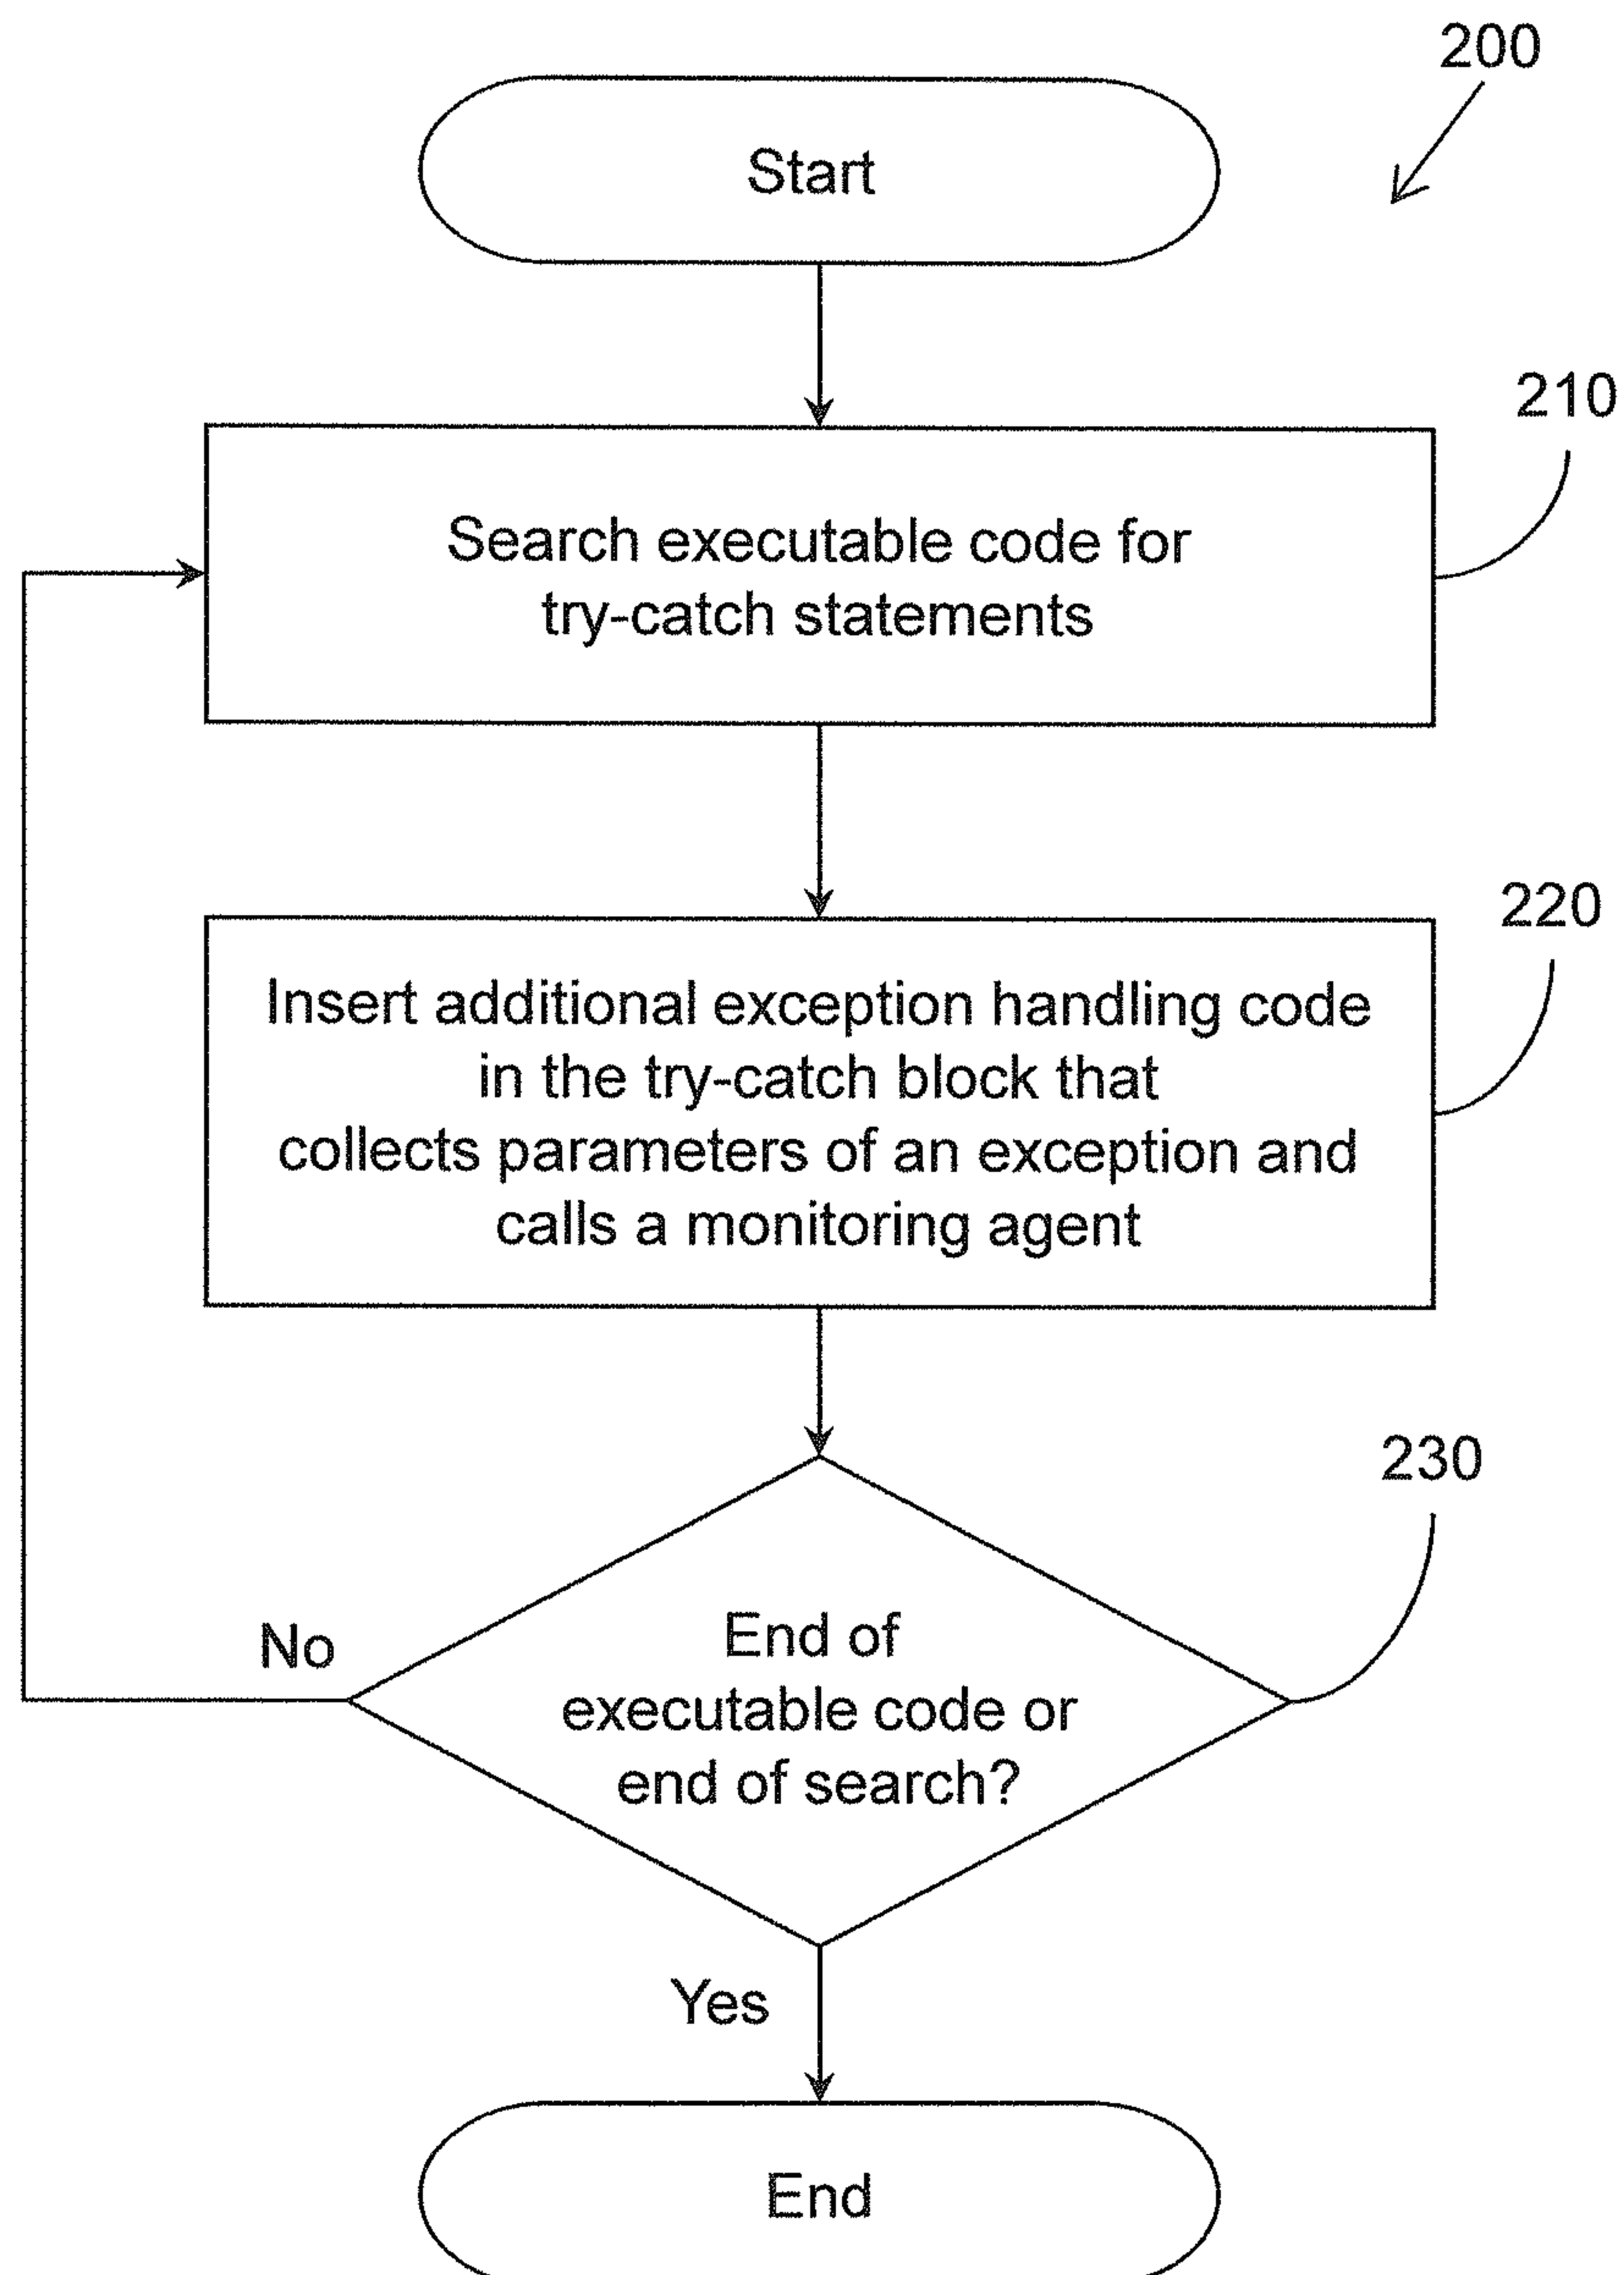 200
Start
210
Search executable code for
try-catch statements
220
Insert additional exception handling code
in the try-catch block that
collects parameters of an exception and
calls a monitoring agent
230
No
End of
executable code or
end of search?
Yes
End